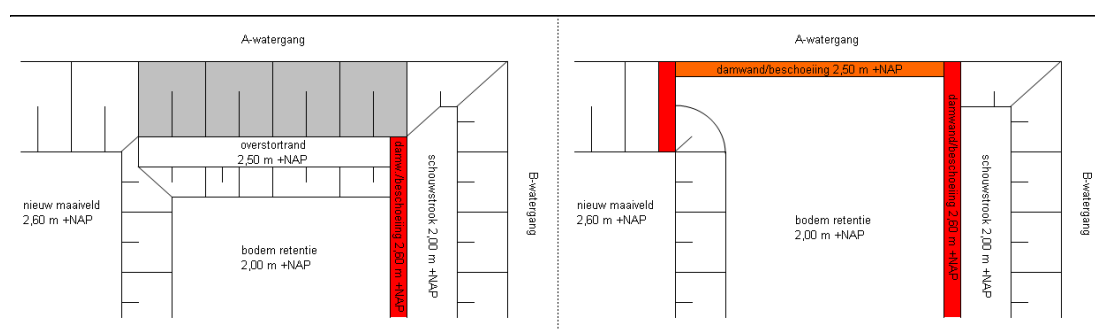 A-watergang
overstortrand
2,50 m +NAP
damw./beschoeiing 2,60 m +NAP
schouwstrook 2,00 m +NAP
B-watergang
nieuw maaiveld
2,60 m +NAP
bodem retentie
2,00 m +NAP
A-watergang
damwand/beschoeiing 2,50 m +NAP
damwand/beschoeiing 2,60 m +NAP
schouwstrook 2,00 m +NAP
B-watergang
nieuw maaiveld
2,60 m +NAP
bodem retentie
2,00 m +NAP